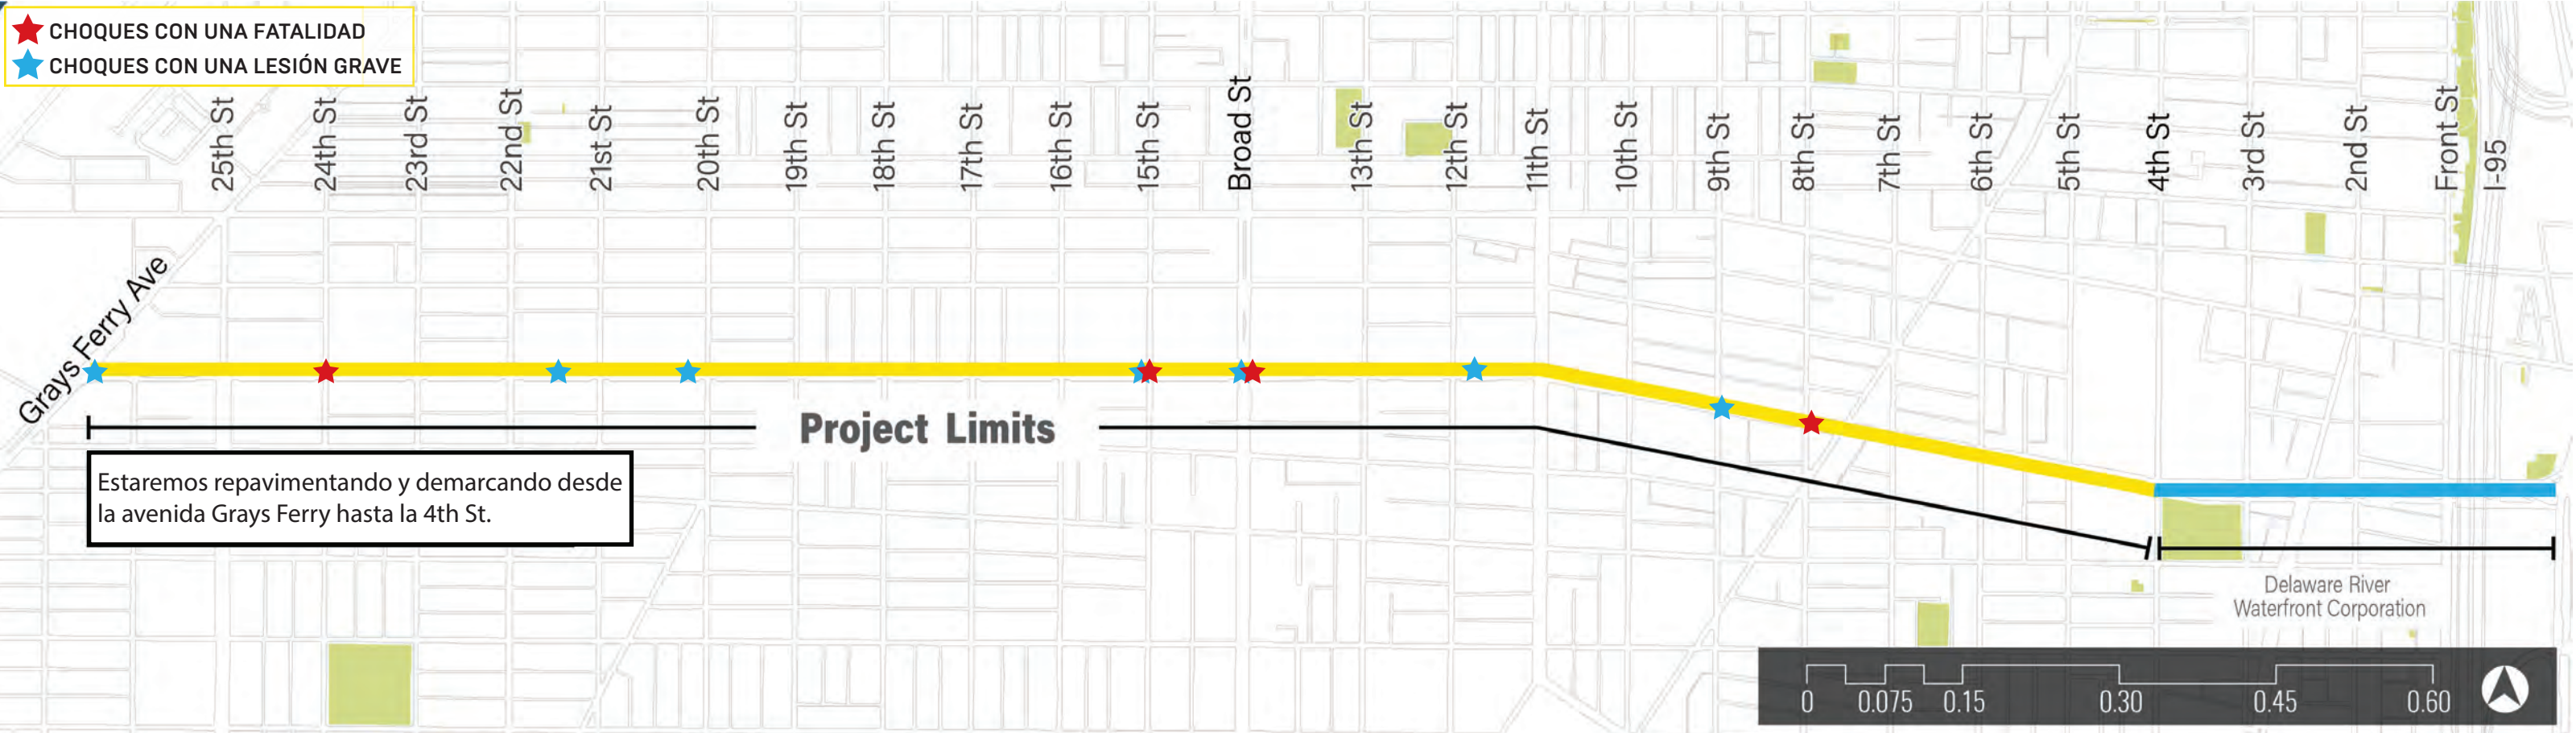 CHOQUES CON UNA FATALIDAD
CHOQUES CON UNA LESIÓN GRAVE
25th St
24th St
23rd St
22nd St
21st St
20th St
19th St
18th St
17th St
16th St
15th St
Broad St
13th St
12th St
11th St
10th St
9th St
8th St
7th St
6th St
5th St
4th St
3rd St
2nd St
Front St
I-95
Grays Ferry Ave
Project Limits
Estaremos repavimentando y demarcando desde
la avenida Grays Ferry hasta la 4th St.
Delaware River
Waterfront Corporation
0 0.075 0.15 0.30 0.45 0.60